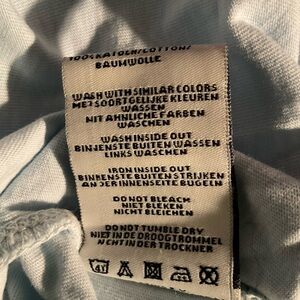 BAUMWOLLE
WASH WITH SIMILAR COLORS
MET SOORTGELIJKE KLEUREN
WASSEN
MIT ÄHNLICHE FARBEN
WASCHEN
WASH INSIDE OUT
BINNENSTE BUITEN WASSEN
LINKS WASCHEN
IRON INSIDE OUT
BINNENSTE BUITEN STRIJKEN
AN DER INNENSEITE BÜGELN
DO NOT BLEACH
NIET BLEKEN
NICHT BLEICHEN
DO NOT TUMBLE DRY
NIET IN DE DROOGTROMMEL
NICHT IN DER TROCKNER